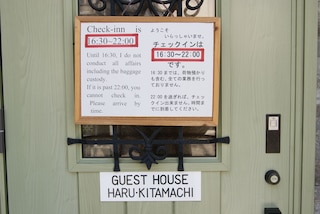 Check-inn is
16:30~22:00
Until 16:30, I do not
conduct all affairs
including the baggage
custody.
If it is past 22:00, you
cannot check in.
Please arrive by
time.
ようこそ
いらっしゃいませ。
チェックインは
16:30~22:00
です。
16:30までは、荷物預かり
も含む、全ての業務を行っ
ておりません。
22:00を過ぎれば、チェック
イン出来ません。時間まで
に到着してください。
GUEST HOUSE
HARU-KITAMACHI